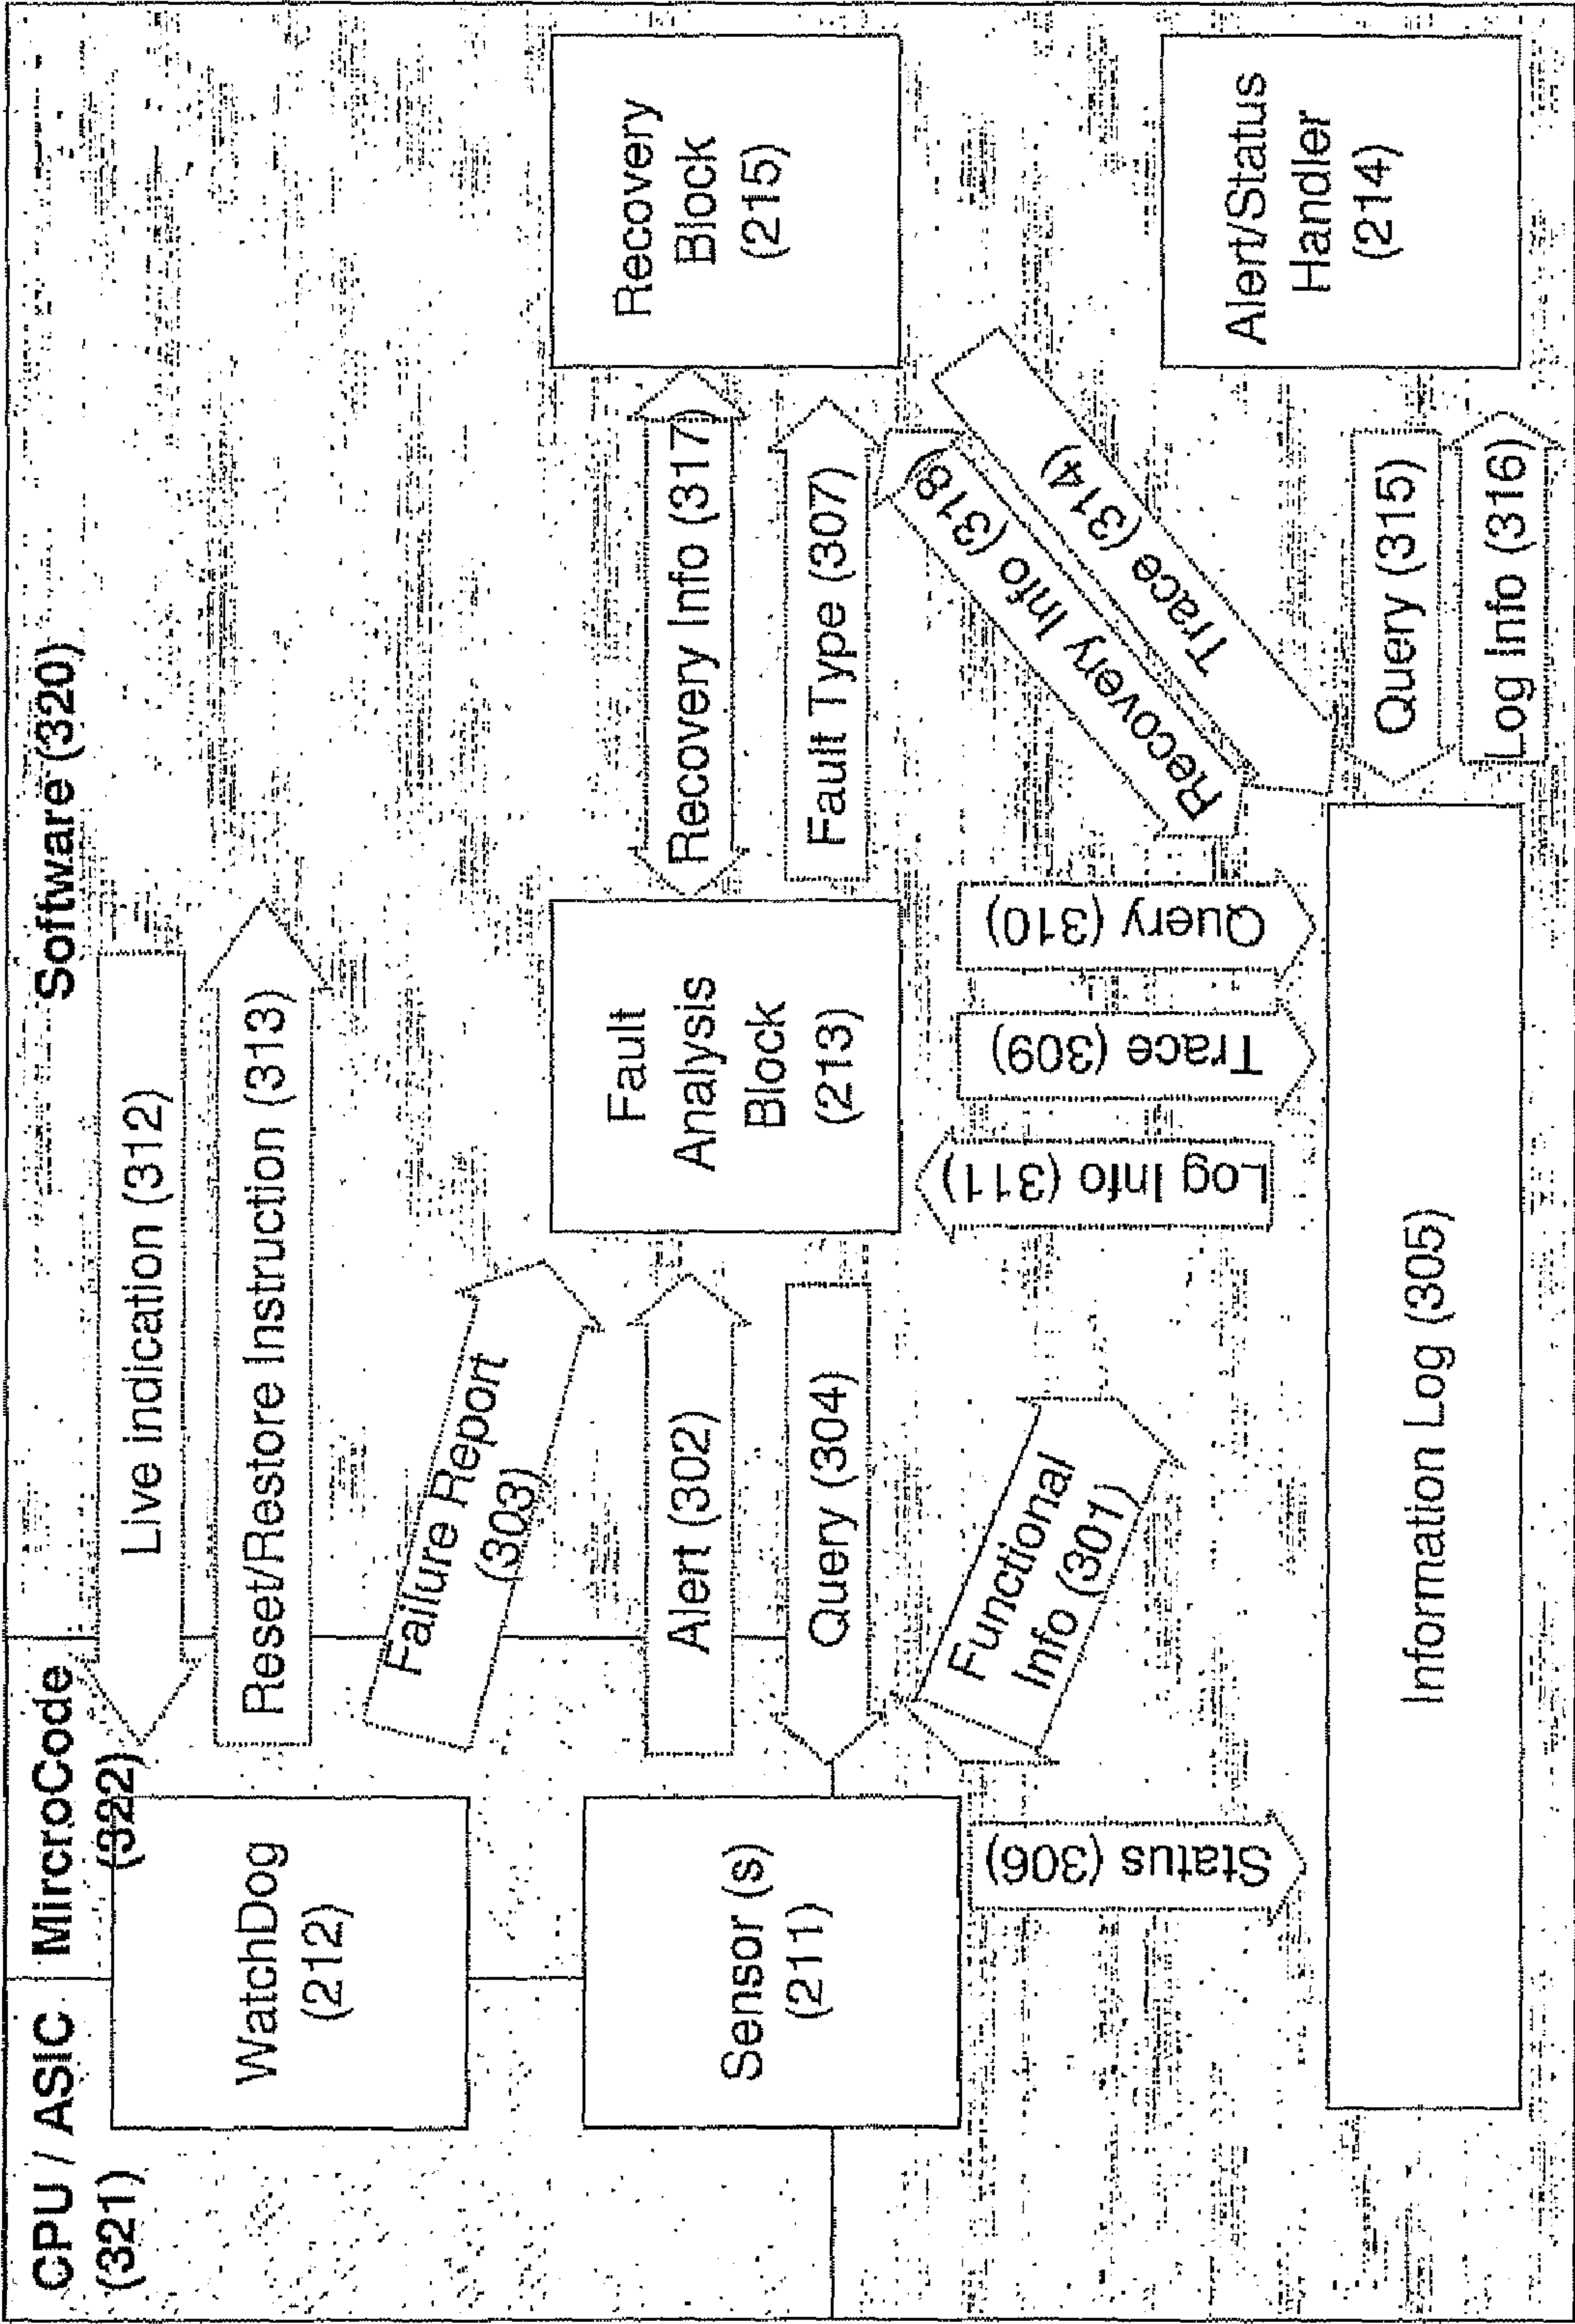 CPU / ASIC
(321)
MircroCode
(322)
Software (320)
Live Indication (312)
Reset/Restore Instruction (313)
WatchDog
(212)
Failure Report
(303)
Sensor (s)
(211)
Alert (302)
Query (304)
Fault
Analysis
Block
(213)
Recovery Info (317)
Fault Type (307)
Recovery
Block
(215)
Status (306)
Functional
Info (301)
Log Info (311)
Trace (309)
Query (310)
Recovery Info (318)
Trace (314)
Information Log (305)
Query (315)
Log Info (316)
Alert/Status
Handler
(214)